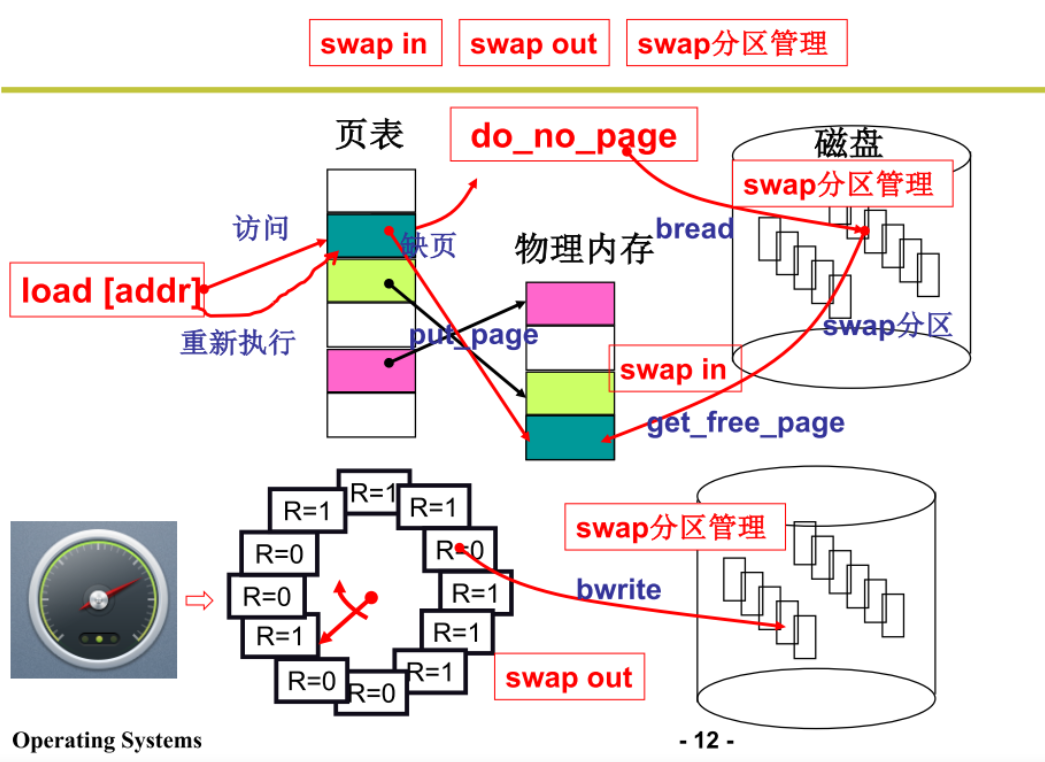 swap in
swap out
swap分区管理
页表
do_no_page
磁盘
swap分区管理
访问
缺页
物理内存
bread
load [addr]
重新执行
put_page
swap分区
swap in
get_free_page
R=1
R=1
R=1
R=0
R=0
R=0
R=1
R=1
R=1
R=0
R=0
R=1
swap分区管理
bwrite
swap out
Operating Systems
- 12 -